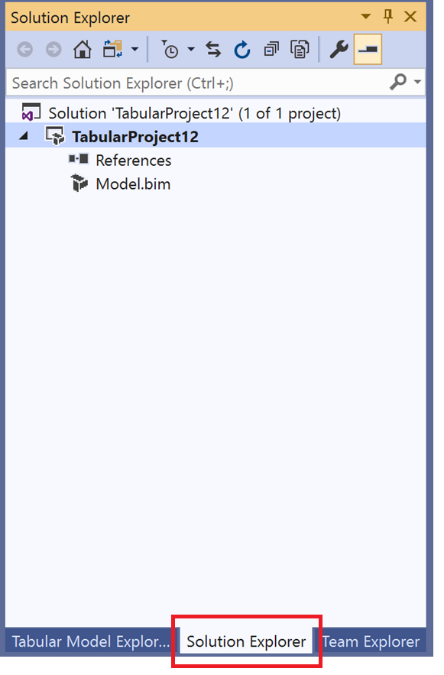 Solution Explorer
Search Solution Explorer (Ctrl+;)
Solution 'TabularProject12' (1 of 1 project)
TabularProject12
References
Model.bim
Tabular Model Explor... Solution Explorer Team Explorer